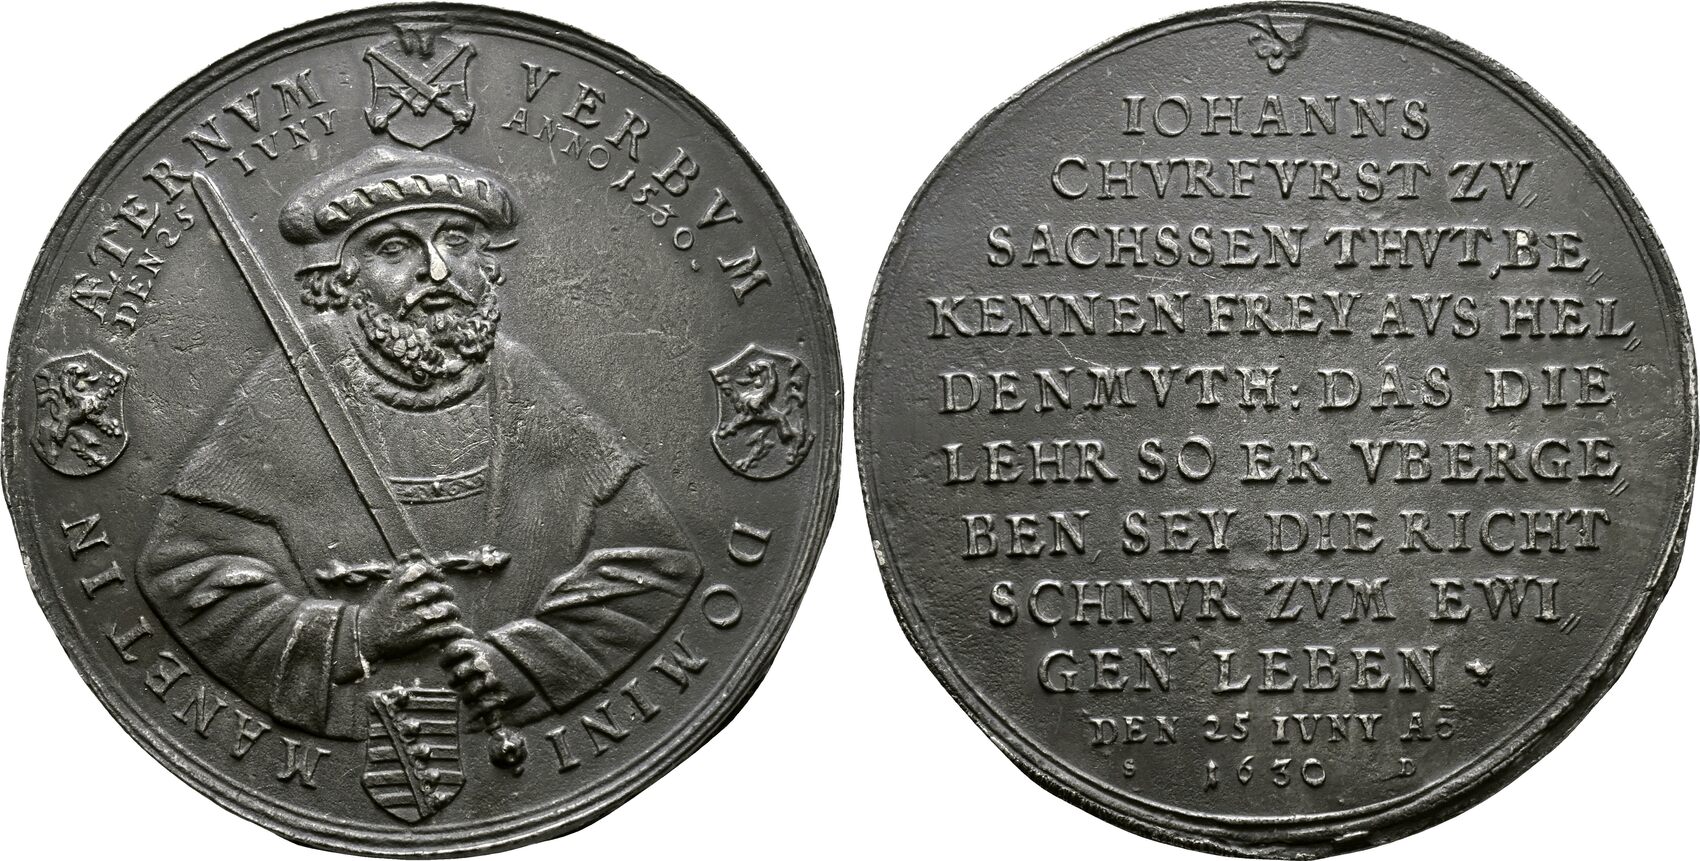 VERBVM DOMINI MANET IN ÆTERNVM
DEN 25 IVNY ANNO 1530.
IOHANNS
CHVRFVRST ZV
SACHSSEN THVT, BE„
KENNEN FREY AVS HEL„
DENMVTH: DAS DIE
LEHR SO ER VBERGE„
BEN, SEY DIE RICHT
SCHNVR ZVM EWI„
GEN LEBEN
DEN 25 IVNY Aō
S 1630 D